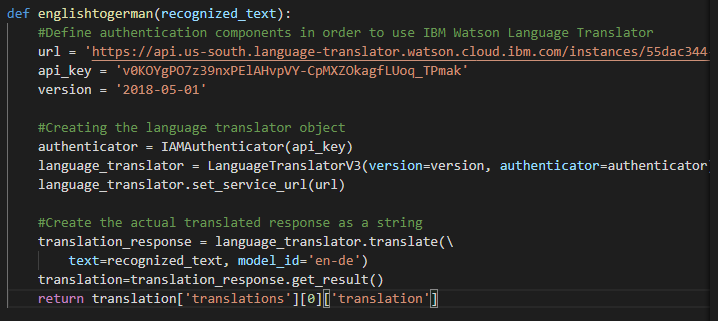 def englishtogerman(recognized_text):
    #Define authentication components in order to use IBM Watson Language Translator
    url = 'https://api.us-south.language-translator.watson.cloud.ibm.com/instances/55dac344
    api_key = 'v0KOYgPO7z39nxPElAHvpVY-CpMXZOkagfLUoq_TPmak'
    version = '2018-05-01'
    #Creating the language translator object
    authenticator = IAMAuthenticator(api_key)
    language_translator = LanguageTranslatorV3(version=version, authenticator=authenticator)
    language_translator.set_service_url(url)
    #Create the actual translated response as a string
    translation_response = language_translator.translate(\
        text=recognized_text, model_id='en-de')
    translation=translation_response.get_result()
    return translation['translations'][0]['translation']